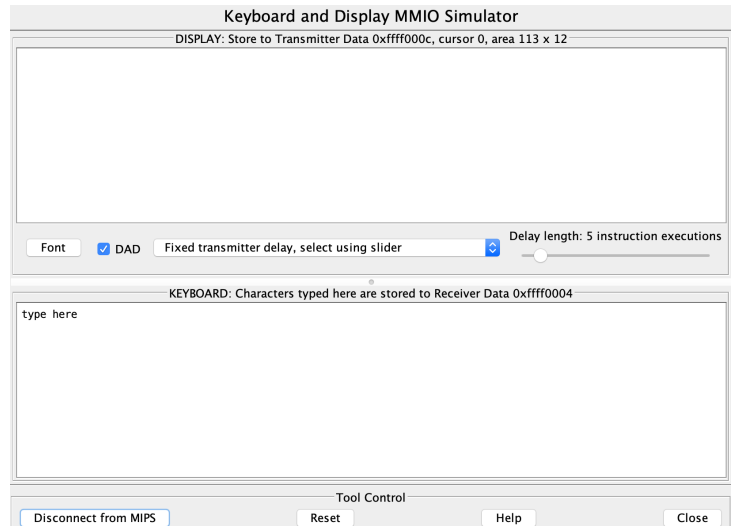 Keyboard and Display MMIO Simulator
DISPLAY: Store to Transmitter Data 0xffff000c, cursor 0, area 113 x 12
Font
DAD
Fixed transmitter delay, select using slider
Delay length: 5 instruction executions
KEYBOARD: Characters typed here are stored to Receiver Data 0xffff0004
type here
Tool Control
Disconnect from MIPS
Reset
Help
Close